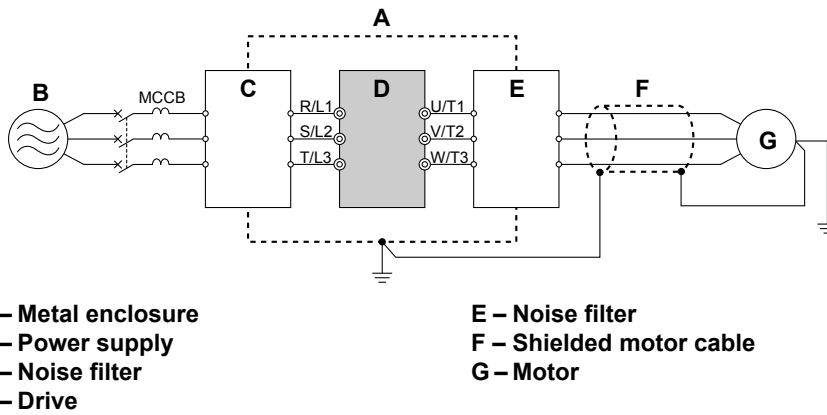 A
B
MCCB
C
R/L1
S/L2
T/L3
D
U/T1
V/T2
W/T3
E
F
G
– Metal enclosure
– Power supply
– Noise filter
– Drive
E – Noise filter
F – Shielded motor cable
G – Motor